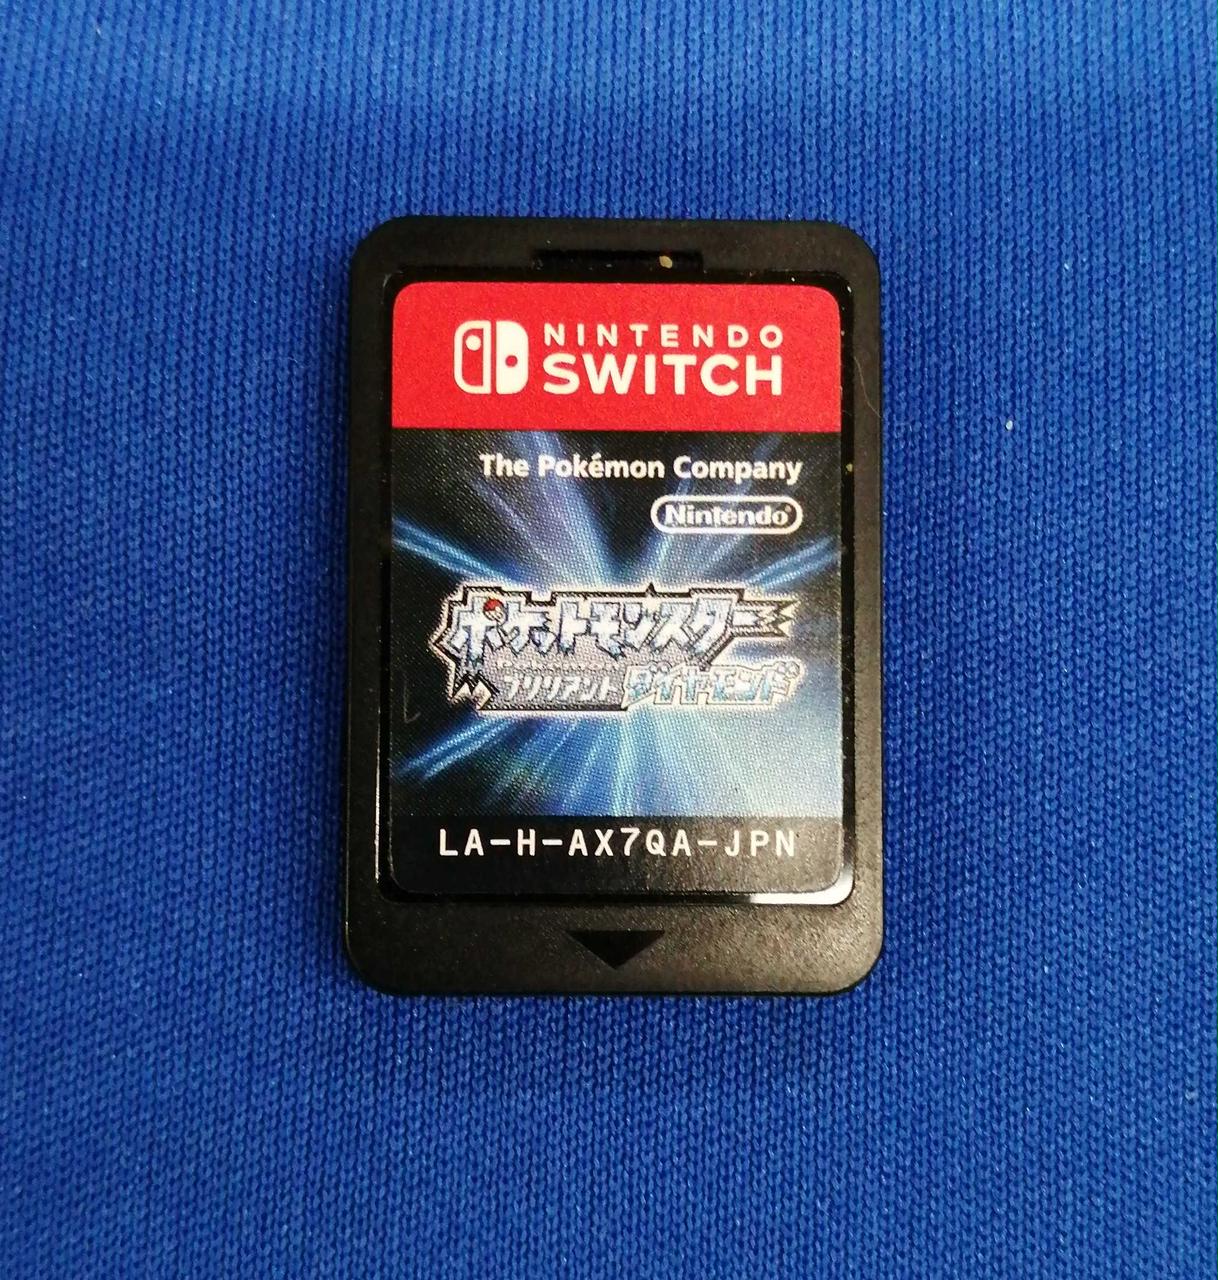 NINTENDO
SWITCH
The Pokémon Company
Nintendo
ポケットモンスター
ブリリアントダイヤモンド
LA-H-AX7QA-JPN